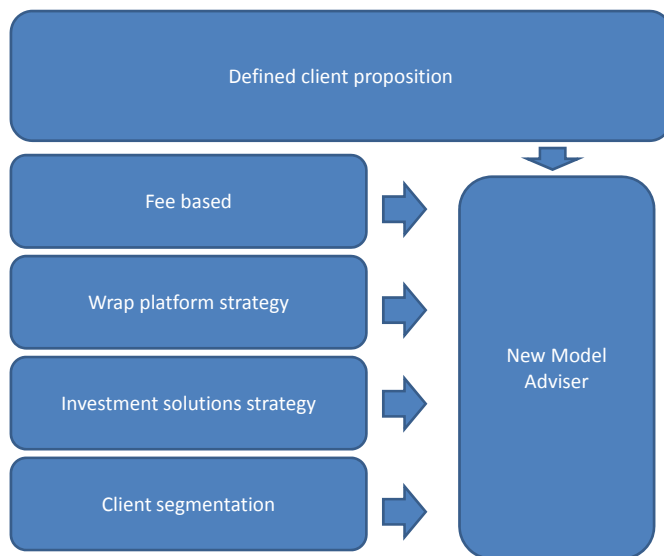 Defined client proposition
Fee based
Wrap platform strategy
Investment solutions strategy
Client segmentation
New Model
Adviser